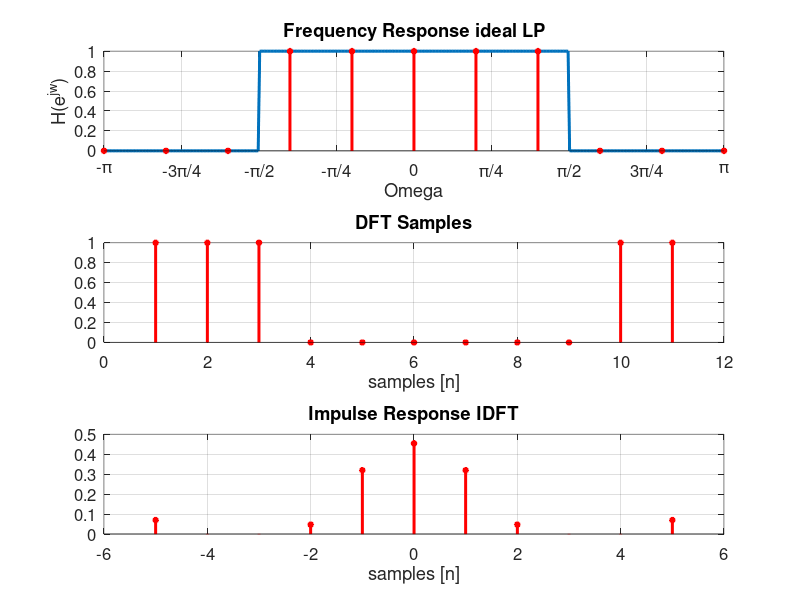 Frequency Response ideal LP
H(e^jw)
1
0.8
0.6
0.4
0.2
0
-π -3π/4 -π/2 -π/4 0 π/4 π/2 3π/4 π
Omega
DFT Samples
1
0.8
0.6
0.4
0.2
0
0 2 4 6 8 10 12
samples [n]
Impulse Response IDFT
0.5
0.4
0.3
0.2
0.1
0
-6 -4 -2 0 2 4 6
samples [n]